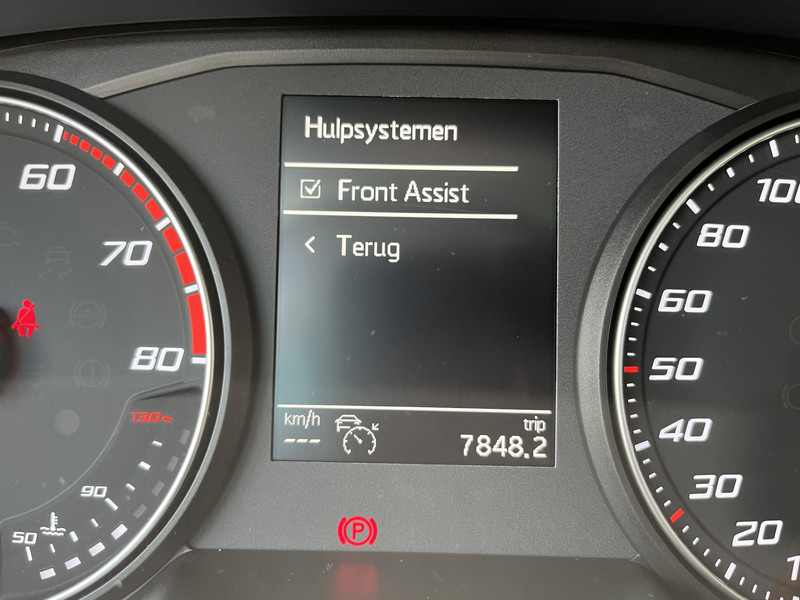 Hulpsystemen
Front Assist
< Terug
km/h
---
trip
7848.2
60
70
80
130
90
50
P
100
80
60
50
40
30
20